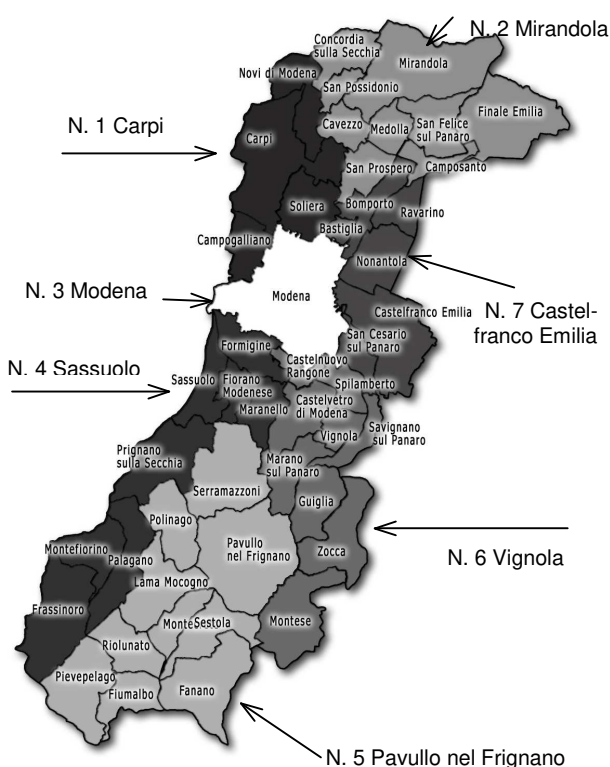 N. 2 Mirandola
Concordia
sulla Secchia
Mirandola
Novi di Modena
San Possidonio
Finale Emilia
N. 1 Carpi
Carpi
Cavezzo
Medolla
San Felice
sul Panaro
San Prospero
Camposanto
Soliera
Bomporto
Ravarino
Bastiglia
Campogalliano
Nonantola
N. 3 Modena
Modena
N. 7 Castel-
franco Emilia
Castelfranco Emilia
San Cesario
sul Panaro
Formigine
Castelnuovo
Rangone
N. 4 Sassuolo
Sassuolo
Fiorano
Modenese
Spilamberto
Maranello
Castelvetro
di Modena
Vignola
Savignano
sul Panaro
Prignano
sulla Secchia
Marano
sul Panaro
Serramazzoni
Guiglia
Polinago
Pavullo
nel Frignano
Zocca
N. 6 Vignola
Montefiorino
Palagano
Lama Mocogno
Frassinoro
Sestola
Montese
Riolunato
Pievepelago
Fiumalbo
Fanano
N. 5 Pavullo nel Frignano